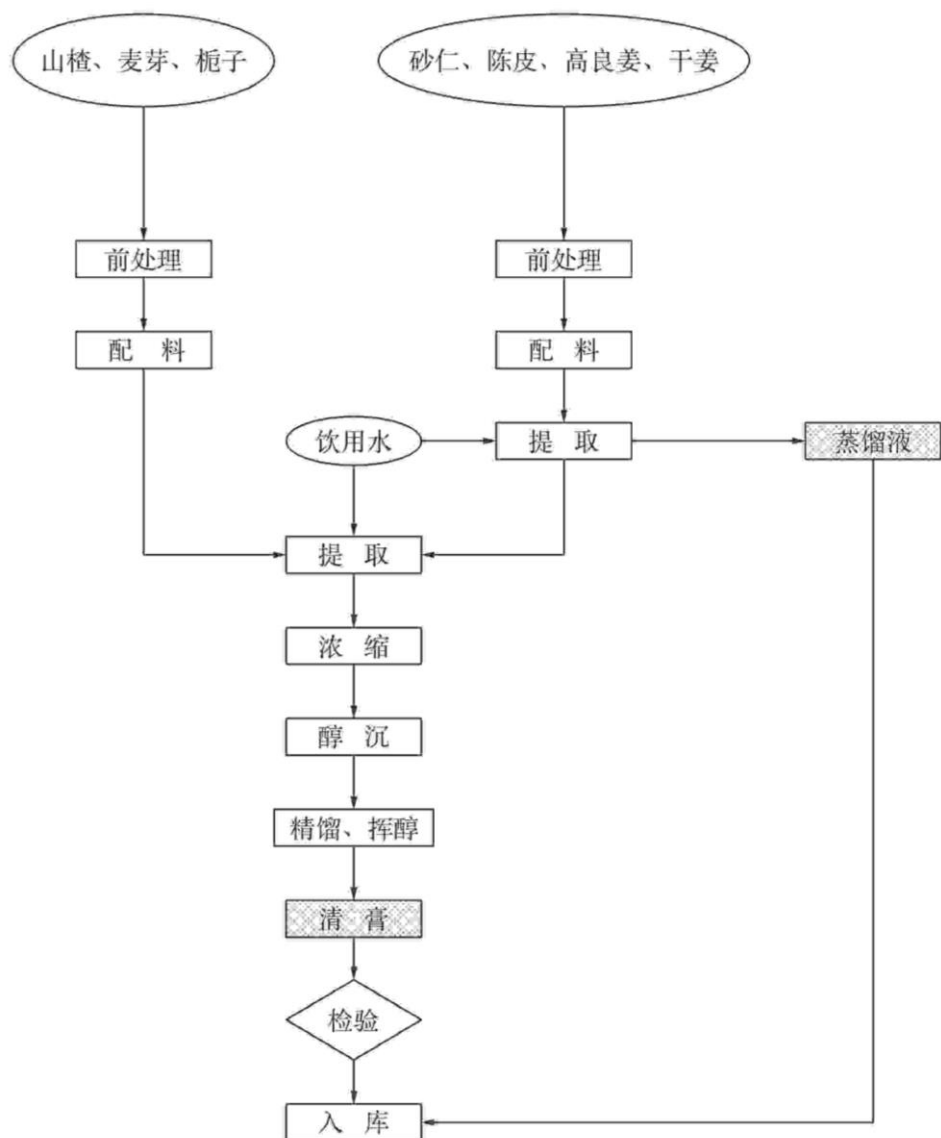 山楂、麦芽、栀子
砂仁、陈皮、高良姜、干姜
前处理
前处理
配 料
配 料
饮用水
提 取
蒸馏液
提 取
浓 缩
醇 沉
精馏、挥醇
清 膏
检验
入 库